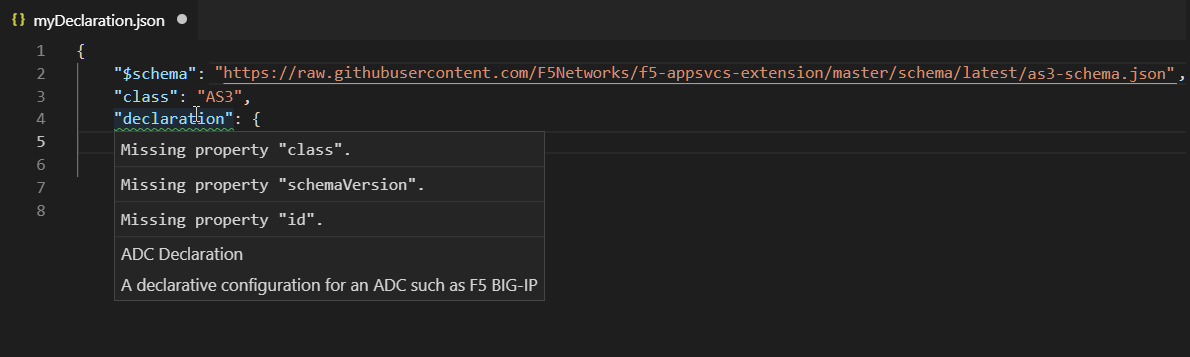 {} myDeclaration.json
1 {
2 "$schema": "https://raw.githubusercontent.com/F5Networks/f5-appsvcs-extension/master/schema/latest/as3-schema.json",
3 "class": "AS3",
4 "declaration": {
5
Missing property "class".
6
Missing property "schemaVersion".
7
Missing property "id".
8
ADC Declaration
A declarative configuration for an ADC such as F5 BIG-IP